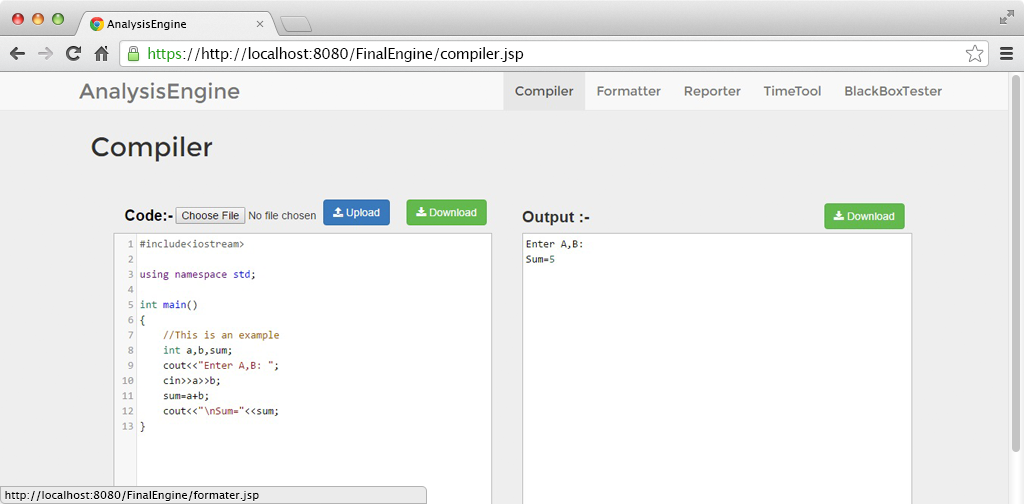 AnalysisEngine
https://http://localhost:8080/FinalEngine/compiler.jsp
AnalysisEngine Compiler Formatter Reporter TimeTool BlackBoxTester
Compiler
Code:- Choose File No file chosen Upload Download
1 #include<iostream>
2
3 using namespace std;
4
5 int main()
6 {
7 //This is an example
8 int a,b,sum;
9 cout<<"Enter A,B: ";
10 cin>>a>>b;
11 sum=a+b;
12 cout<<"\nSum="<<sum;
13 }
Output :- Download
Enter A,B:
Sum=5
http://localhost:8080/FinalEngine/formater.jsp